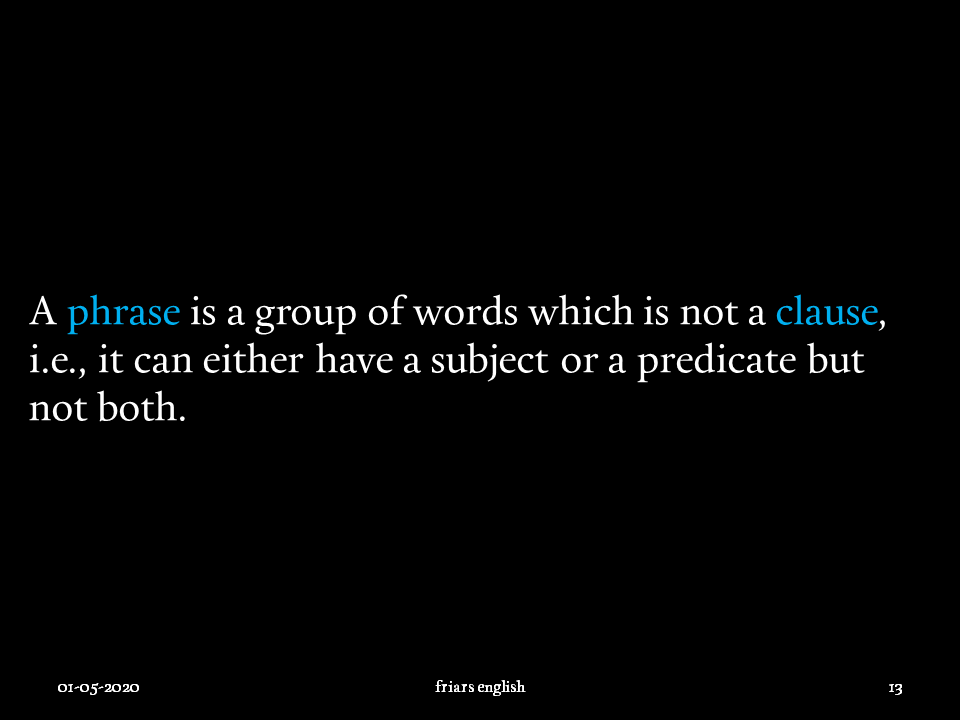 A phrase is a group of words which is not a clause,
i.e., it can either have a subject or a predicate but
not both.
01-05-2020 friars english 13